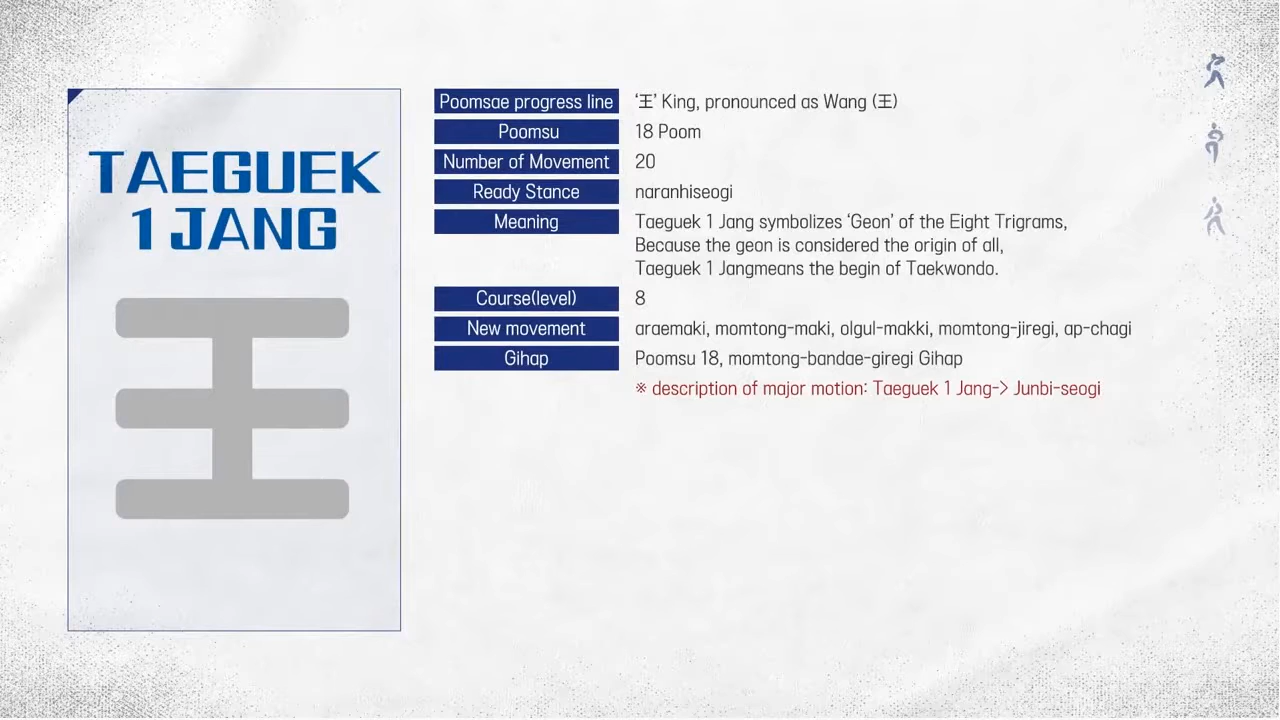 TAEGUEK
1 JANG
Poomsae progress line ‘王’ King, pronounced as Wang (王)
Poomsu 18 Poom
Number of Movement 20
Ready Stance naranhiseogi
Meaning Taeguek 1 Jang symbolizes ‘Geon’ of the Eight Trigrams,
Because the geon is considered the origin of all,
Taeguek 1 Jangmeans the begin of Taekwondo.
Course(level) 8
New movement araemaki, momtong-maki, olgul-makki, momtong-jiregi, ap-chagi
Gihap Poomsu 18, momtong-bandae-giregi Gihap
※ description of major motion: Taeguek 1 Jang-> Junbi-seogi